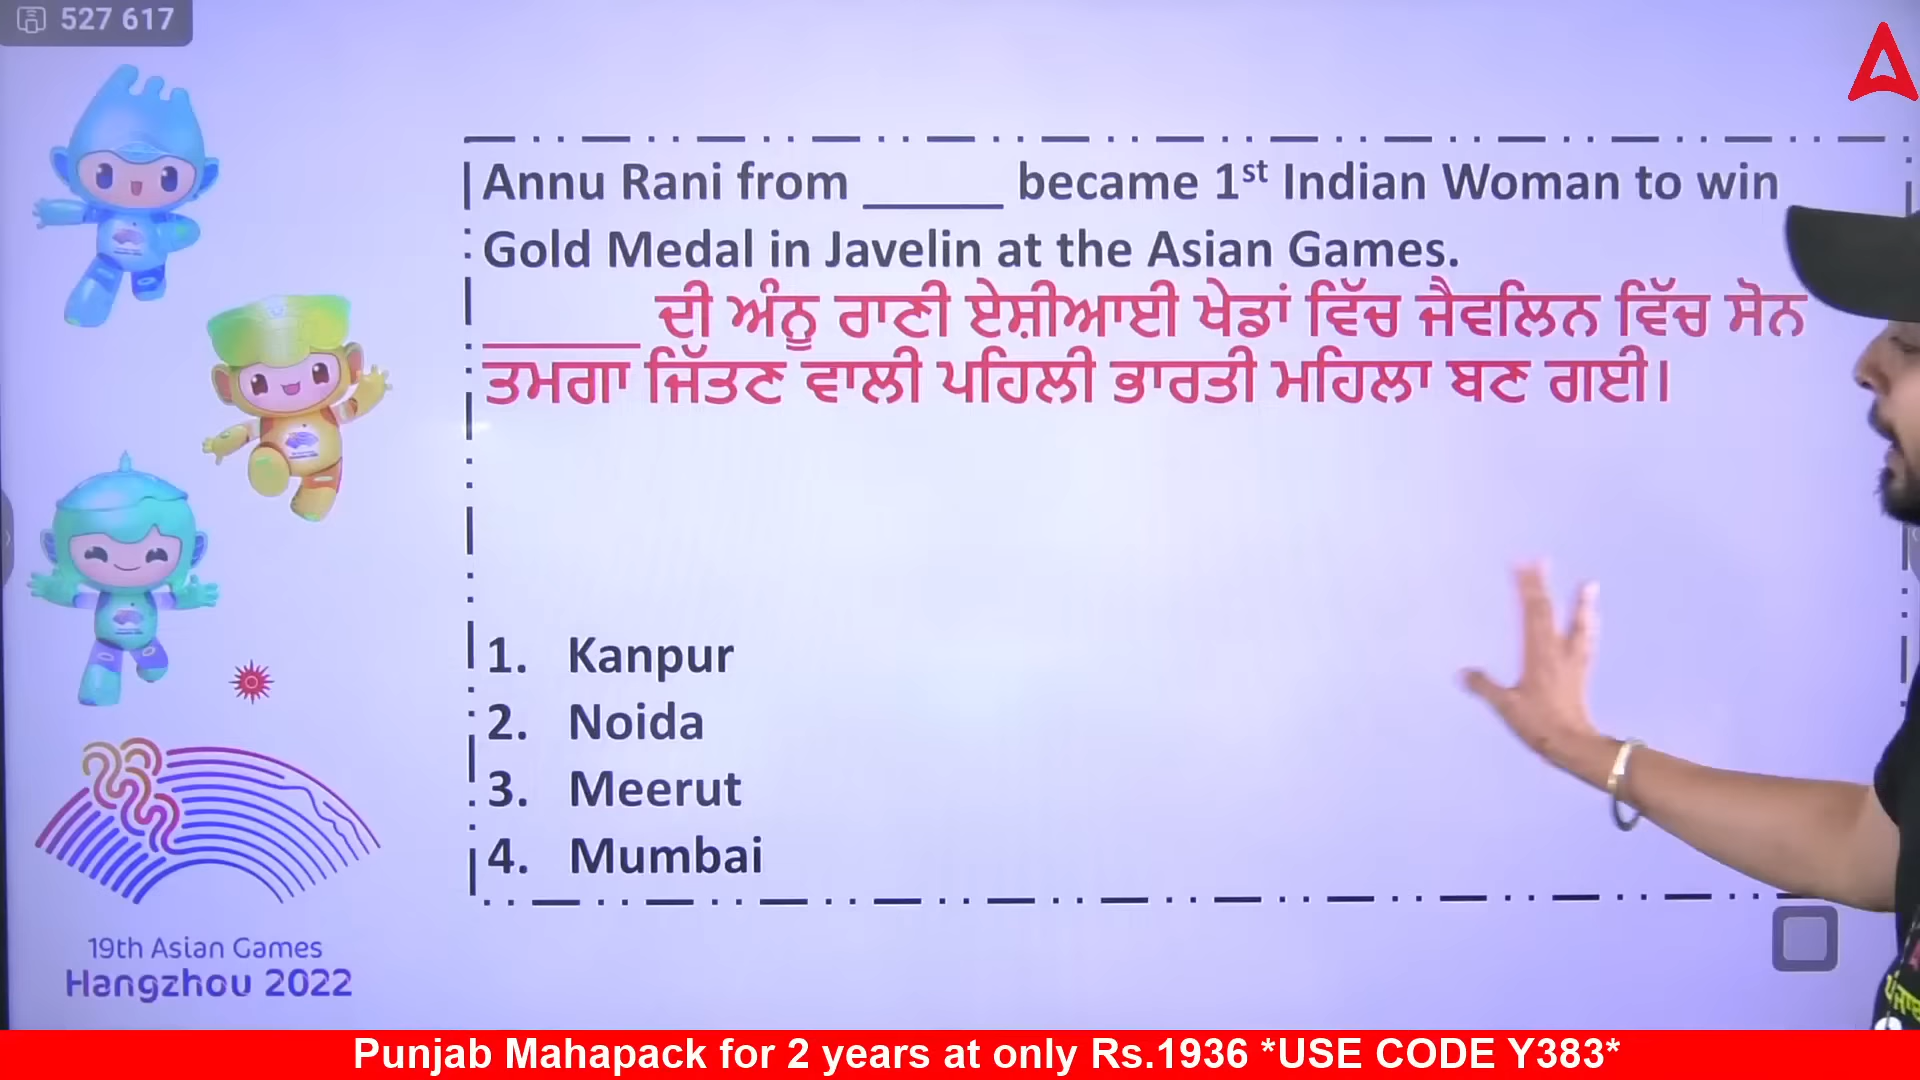 527 617
Annu Rani from ______ became 1st Indian Woman to win
Gold Medal in Javelin at the Asian Games.
______ ਦੀ ਅੰਨੂ ਰਾਣੀ ਏਸ਼ੀਆਈ ਖੇਡਾਂ ਵਿੱਚ ਜੈਵਲਿਨ ਵਿੱਚ ਸੋਨ
ਤਮਗਾ ਜਿੱਤਣ ਵਾਲੀ ਪਹਿਲੀ ਭਾਰਤੀ ਮਹਿਲਾ ਬਣ ਗਈ।
1. Kanpur
2. Noida
3. Meerut
4. Mumbai
19th Asian Games
Hangzhou 2022
Punjab Mahapack for 2 years at only Rs.1936 *USE CODE Y383*